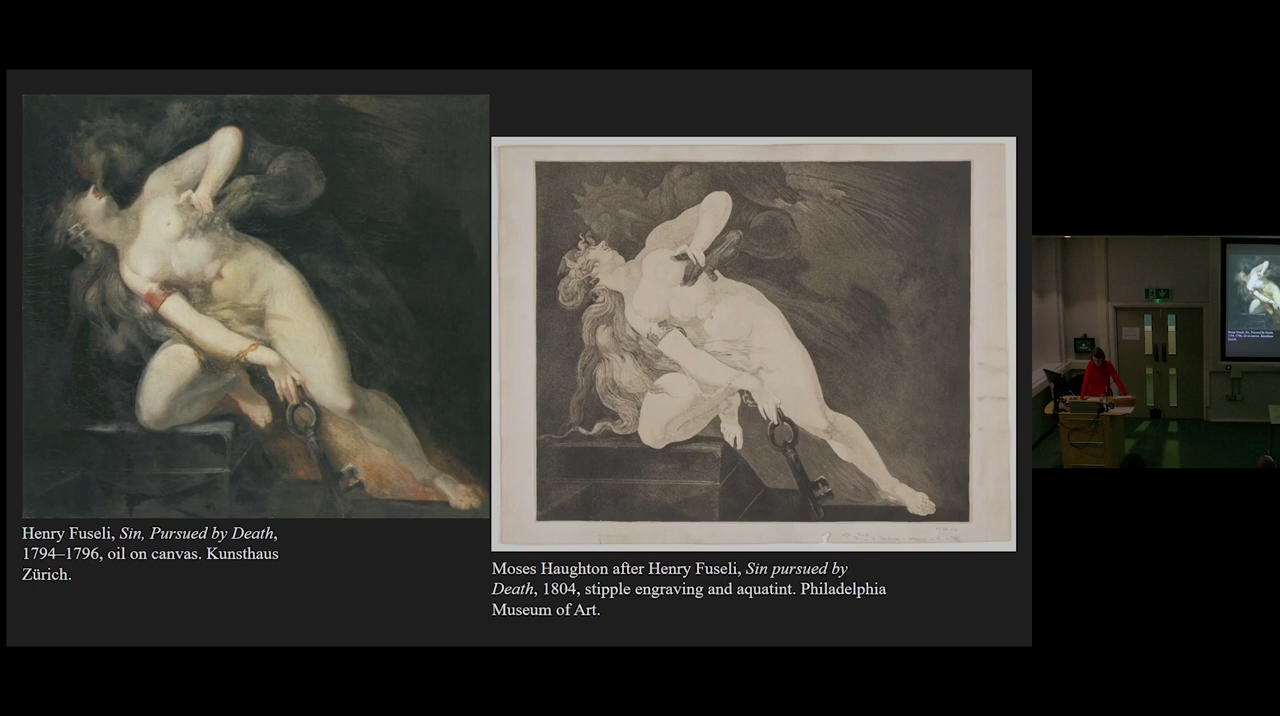 Henry Fuseli, Sin, Pursued by Death,
1794–1796, oil on canvas. Kunsthaus
Zürich.
Moses Haughton after Henry Fuseli, Sin pursued by
Death, 1804, stipple engraving and aquatint. Philadelphia
Museum of Art.